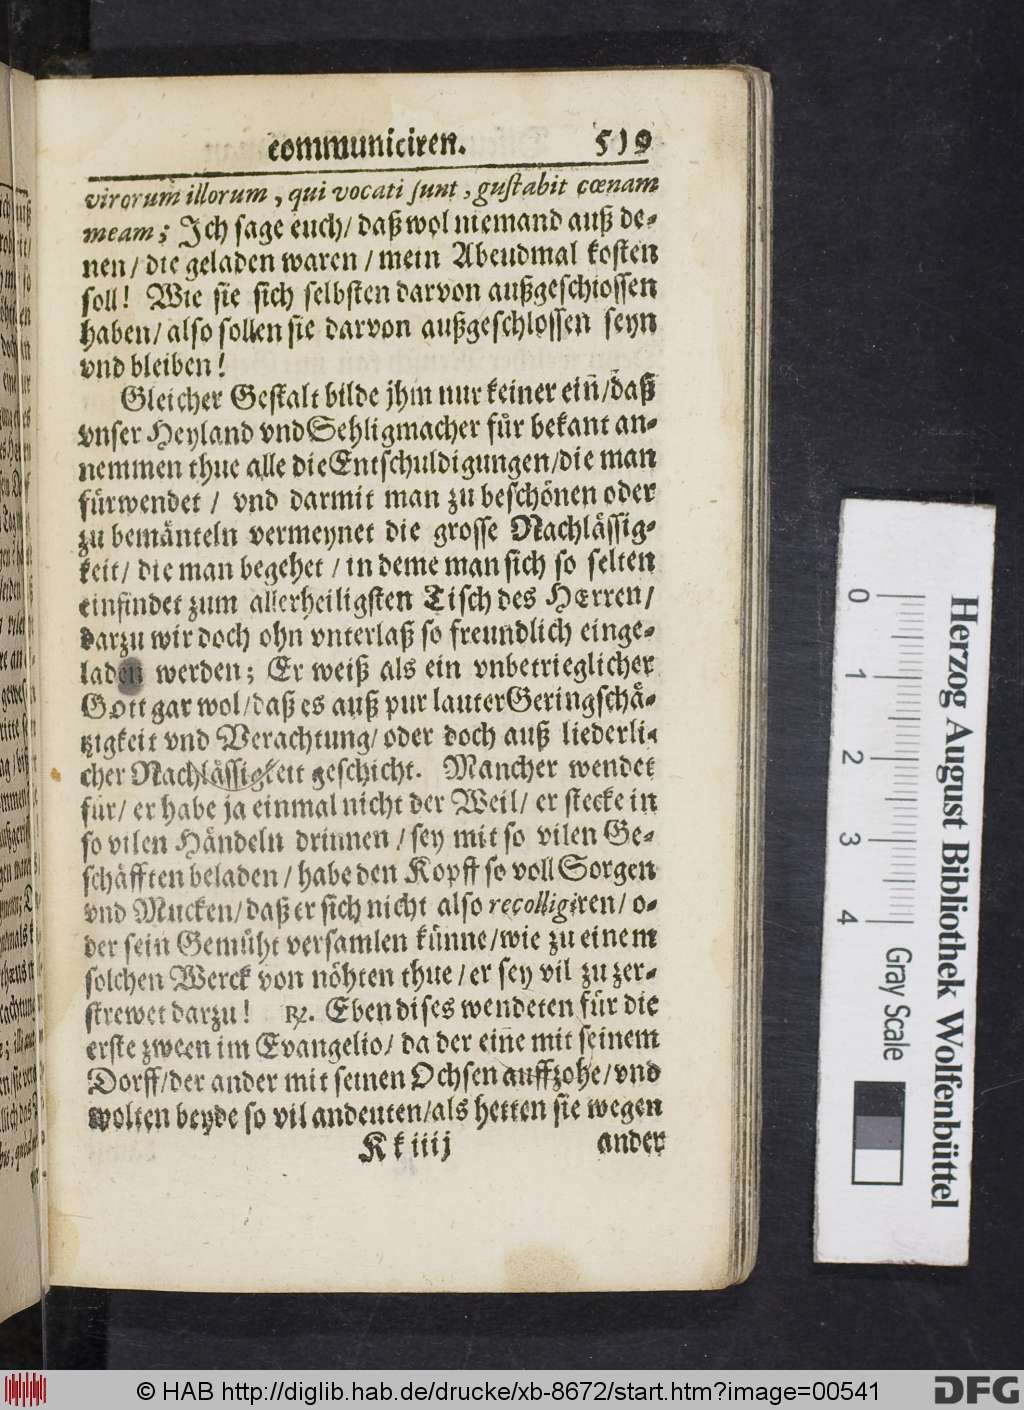 communiciren. 519
virorum illorum, qui vocati sunt, gustabit cœnam
meam; Ich sage euch/ daß wol niemand auß de-
nen/ die geladen waren/ mein Abendmal kosten
soll! Wie sie sich selbsten darvon außgeschlossen
haben/ also sollen sie darvon außgeschlossen seyn
vnd bleiben!
Gleicher Gestalt bilde jhm nur keiner ein̄/ daß
vnser Heyland vnd Sehligmacher für bekant an-
nemmen thue alle die Entschuldigungen/ die man
fürwendet/ vnd darmit man zu beschönen oder
zu bemänteln vermeynet die grosse Nachlässig-
keit/ die man begehet/ in deme man sich so selten
einfindet zum allerheiligsten Tisch des HErren/
darzu wir doch ohn vnterlaß so freundlich einge-
laden werden; Er weiß als ein vnbetrieglicher
Gott gar wol/ daß es auß pur lauter Geringschä-
tzigkeit vnd Verachtung/ oder doch auß liederli-
cher Nachlässigkeit geschicht. Mancher wendet
für/ er habe ja einmal nicht der Weil/ er stecke in
so vilen Händeln drinnen/ sey mit so vilen Ge-
schäfften beladen/ habe den Kopff so voll Sorgen
vnd Mucken/ daß er sich nicht also recolligiren/ o-
der sein Gemüht versamlen künne/ wie zu einem
solchen Werck von nöhten thue/ er sey vil zu zer-
strewet darzu! ℞. Eben dises wendeten für die
erste zween im Evangelio/ da der ein̄e mit seinem
Dorff/ der ander mit seinen Ochsen auffzohe/ vnd
wolten beyde so vil andeuten/ als hetten sie wegen
Kk iiij ander
Herzog August Bibliothek Wolfenbüttel
0 1 2 3 4
Gray Scale
© HAB http://diglib.hab.de/drucke/xb-8672/start.htm?image=00541
DFG